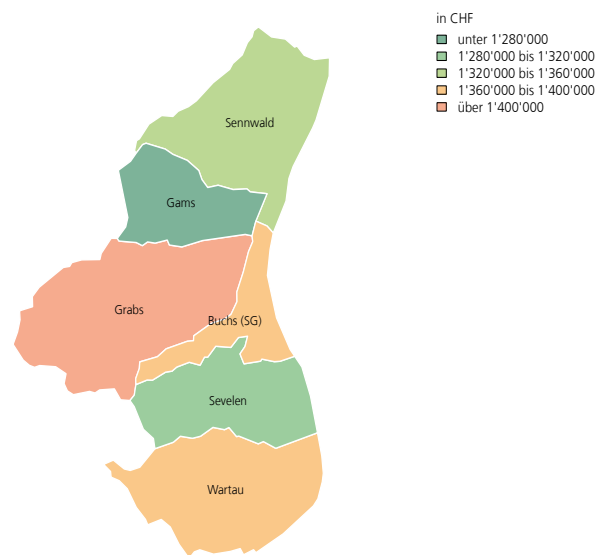 in CHF
unter 1'280'000
1'280'000 bis 1'320'000
1'320'000 bis 1'360'000
1'360'000 bis 1'400'000
über 1'400'000
Sennwald
Gams
Grabs
Buchs (SG)
Sevelen
Wartau